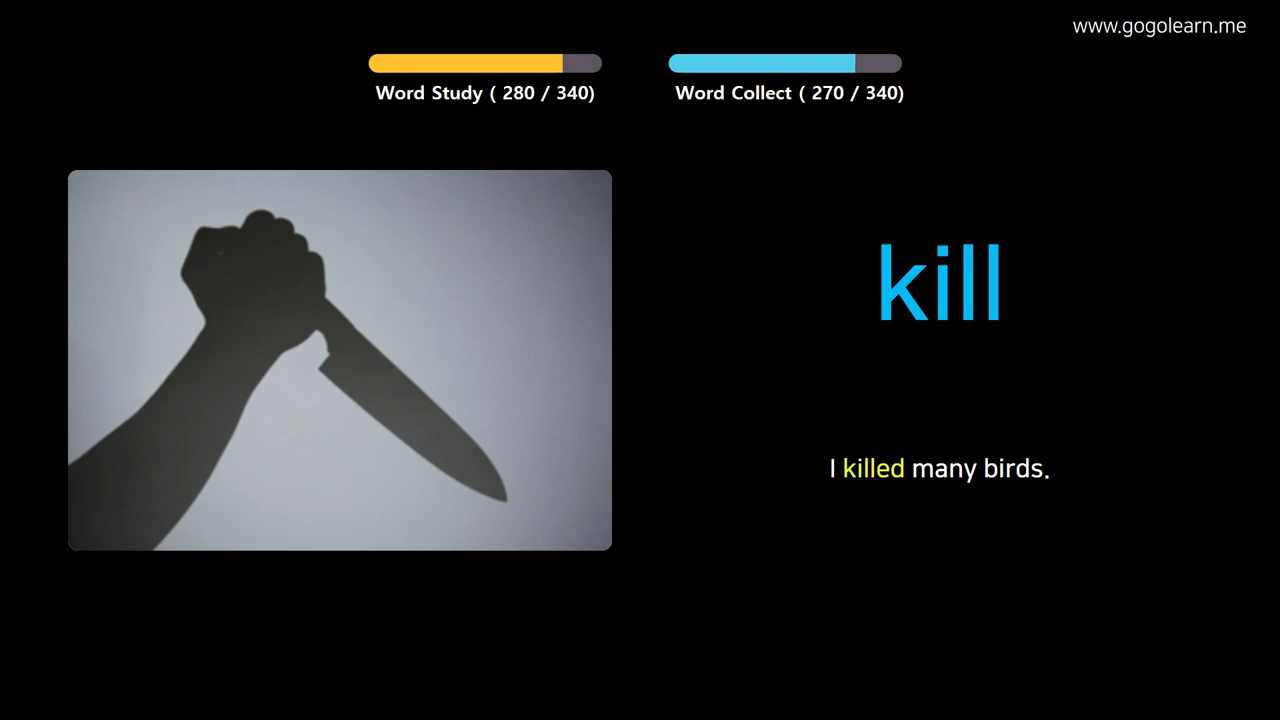 www.gogolearn.me
Word Study ( 280 / 340)
Word Collect ( 270 / 340)
kill
I killed many birds.